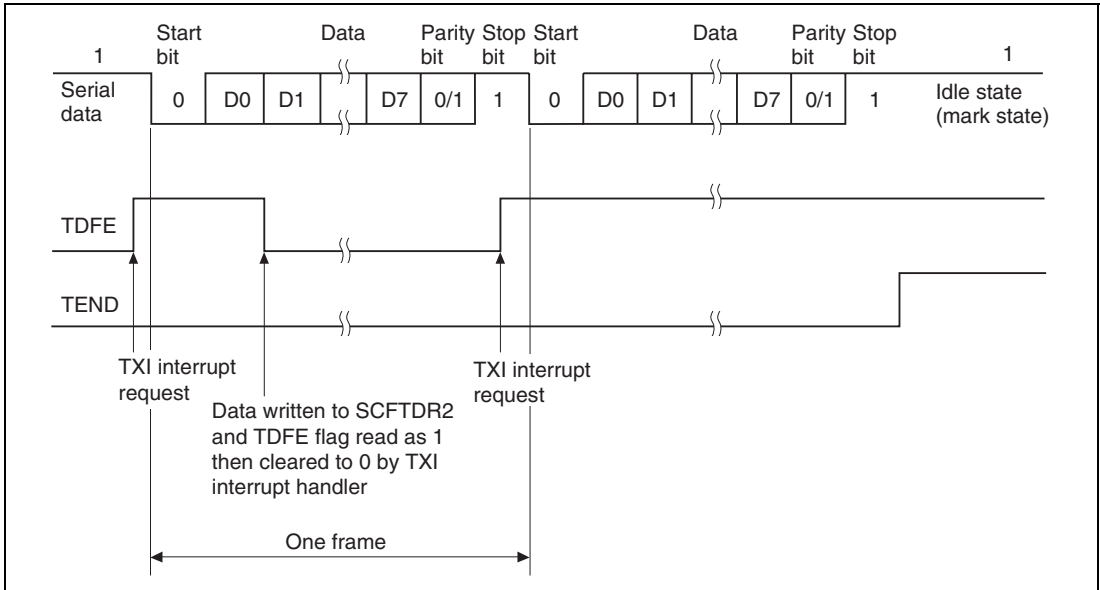 Start Data Parity Stop Start Data Parity Stop
1 bit bit bit bit bit bit 1
Serial 0 D0 D1 D7 0/1 1 0 D0 D1 D7 0/1 1 Idle state
data (mark state)
TDFE
TEND
TXI interrupt TXI interrupt
request request
Data written to SCFTDR2
and TDFE flag read as 1
then cleared to 0 by TXI
interrupt handler
One frame